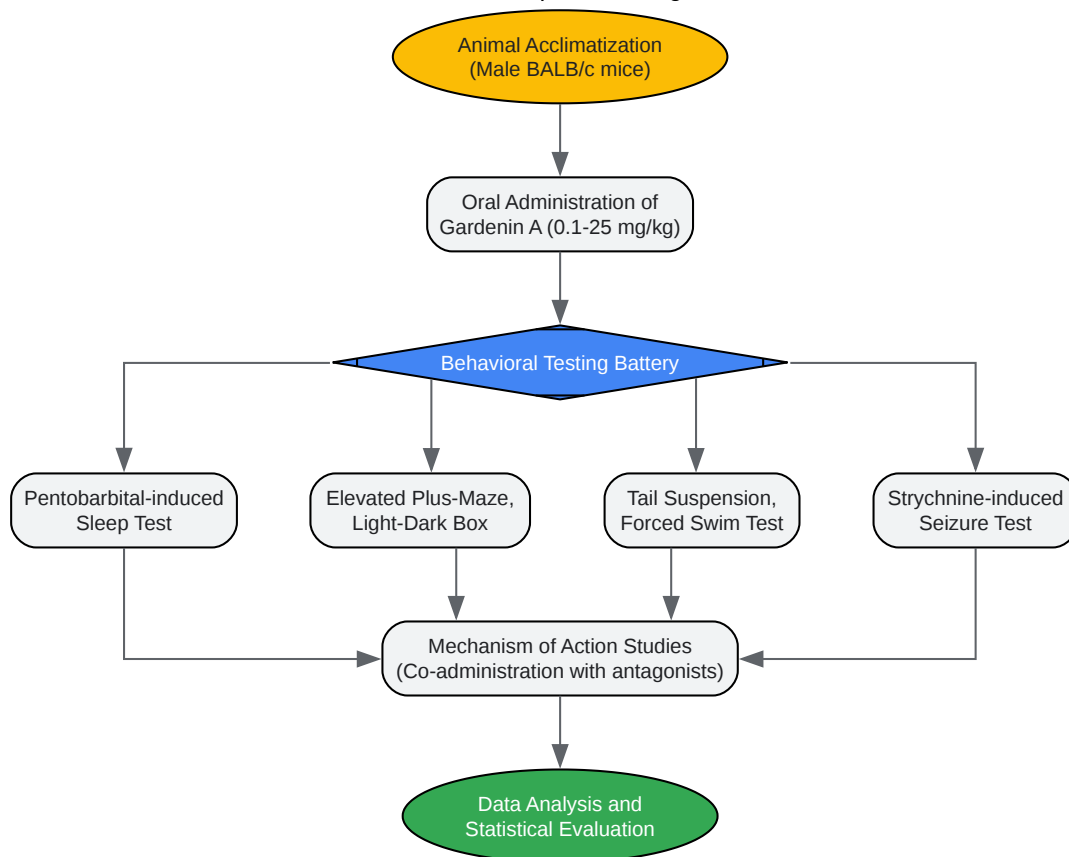 Animal Acclimatization
(Male BALB/c mice)
Oral Administration of
Gardenin A (0.1-25 mg/kg)
Behavioral Testing Battery
Pentobarbital-induced
Sleep Test
Elevated Plus-Maze,
Light-Dark Box
Tail Suspension,
Forced Swim Test
Strychnine-induced
Seizure Test
Mechanism of Action Studies
(Co-administration with antagonists)
Data Analysis and
Statistical Evaluation